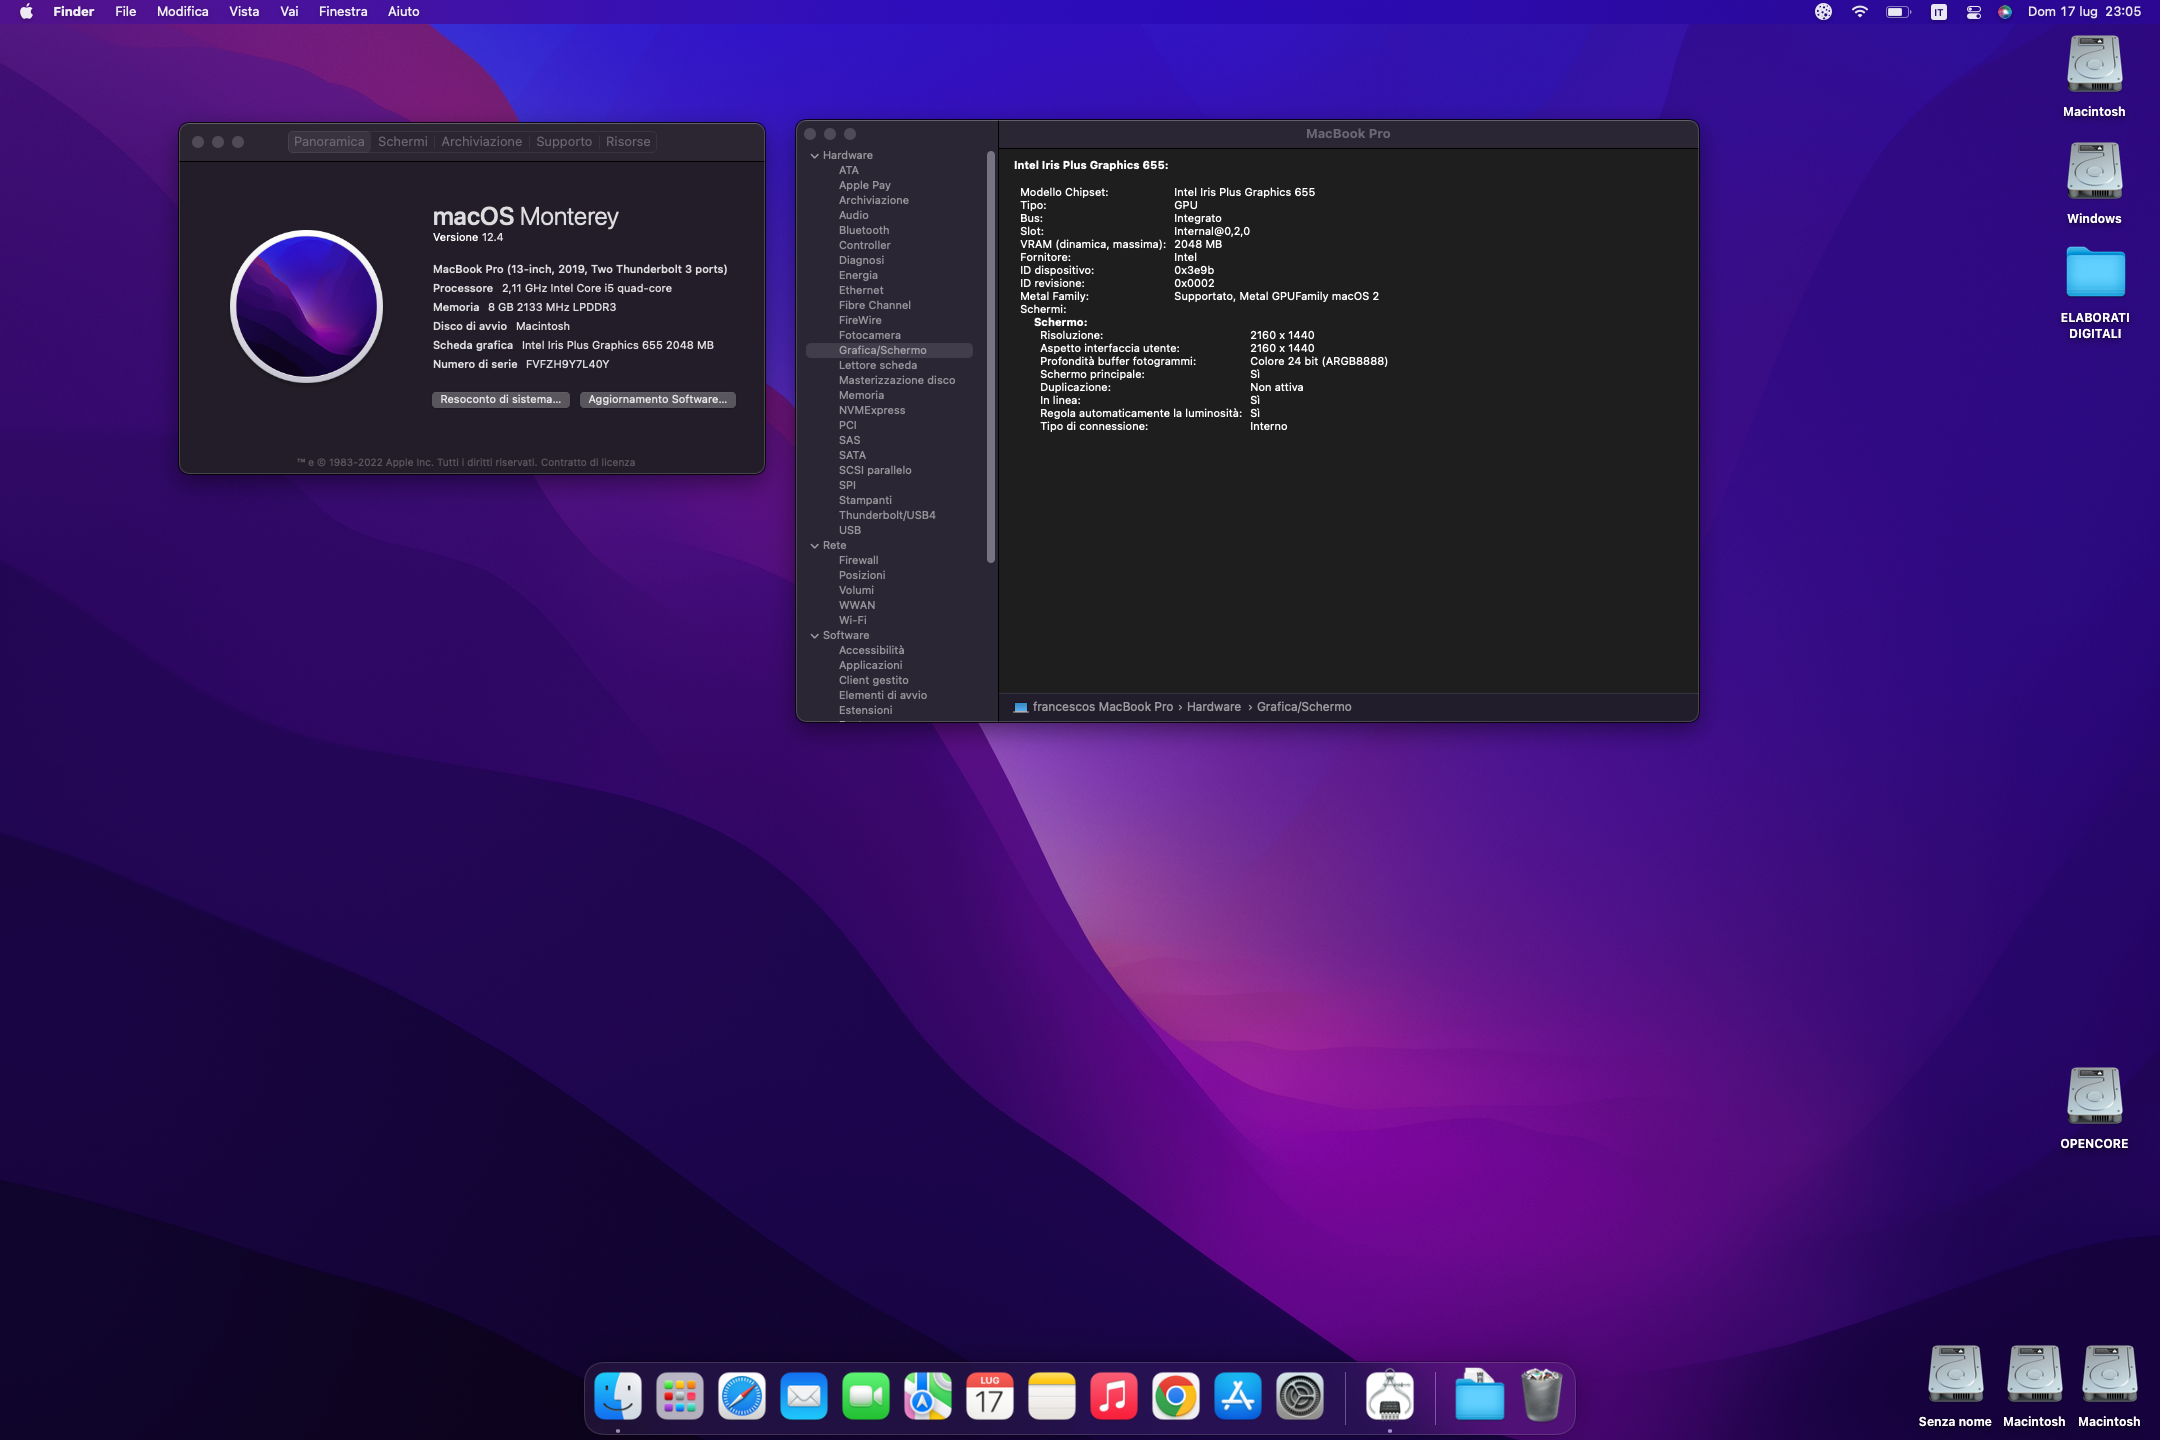 Finder File Modifica Vista Vai Finestra Aiuto
IT Dom 17 lug 23:05
Panoramica Schermi Archiviazione Supporto Risorse
macOS Monterey
Versione 12.4
MacBook Pro (13-inch, 2019, Two Thunderbolt 3 ports)
Processore 2,11 GHz Intel Core i5 quad-core
Memoria 8 GB 2133 MHz LPDDR3
Disco di avvio Macintosh
Scheda grafica Intel Iris Plus Graphics 655 2048 MB
Numero di serie FVFZH9Y7L40Y
Resoconto di sistema... Aggiornamento Software...
™ e © 1983-2022 Apple Inc. Tutti i diritti riservati. Contratto di licenza
MacBook Pro
Hardware
ATA
Apple Pay
Archiviazione
Audio
Bluetooth
Controller
Diagnosi
Energia
Ethernet
Fibre Channel
FireWire
Fotocamera
Grafica/Schermo
Lettore scheda
Masterizzazione disco
Memoria
NVMExpress
PCI
SAS
SATA
SCSI parallelo
SPI
Stampanti
Thunderbolt/USB4
USB
Rete
Firewall
Posizioni
Volumi
WWAN
Wi-Fi
Software
Accessibilità
Applicazioni
Client gestito
Elementi di avvio
Estensioni
Intel Iris Plus Graphics 655:
Modello Chipset: Intel Iris Plus Graphics 655
Tipo: GPU
Bus: Integrato
Slot: Internal@0,2,0
VRAM (dinamica, massima): 2048 MB
Fornitore: Intel
ID dispositivo: 0x3e9b
ID revisione: 0x0002
Metal Family: Supportato, Metal GPUFamily macOS 2
Schermi:
Schermo:
Risoluzione: 2160 x 1440
Aspetto interfaccia utente: 2160 x 1440
Profondità buffer fotogrammi: Colore 24 bit (ARGB8888)
Schermo principale: Sì
Duplicazione: Non attiva
In linea: Sì
Regola automaticamente la luminosità: Sì
Tipo di connessione: Interno
francescos MacBook Pro › Hardware › Grafica/Schermo
Macintosh
Windows
ELABORATI
DIGITALI
OPENCORE
Senza nome Macintosh Macintosh
LUG
17